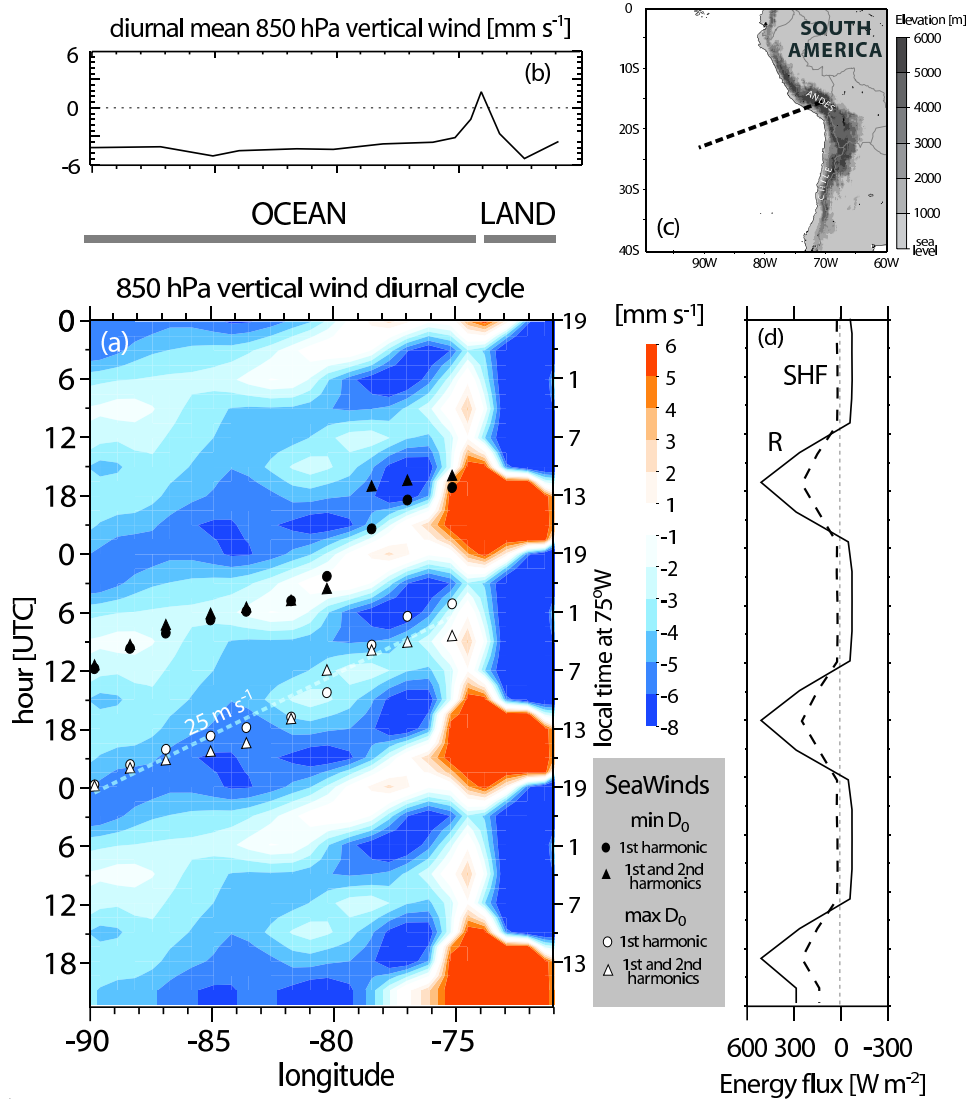 diurnal mean 850 hPa vertical wind [mm s⁻¹]
6
0
-6
(b)
OCEAN
LAND
0
10S
20S
30S
40S
90W
80W
70W
60W
SOUTH
AMERICA
ANDES
CHILE
(c)
Elevation [m]
6000
5000
4000
3000
2000
1000
sea
level
850 hPa vertical wind diurnal cycle
(a)
hour [UTC]
0
6
12
18
0
6
12
18
0
6
12
18
25 m s⁻¹
-90
-85
-80
-75
longitude
19
1
7
13
19
1
7
13
19
1
7
13
local time at 75ºW
[mm s⁻¹]
6
5
4
3
2
1
-1
-2
-3
-4
-5
-6
-8
SeaWinds
min D₀
1st harmonic
1st and 2nd
harmonics
max D₀
1st harmonic
1st and 2nd
harmonics
(d)
SHF
R
600 300 0 -300
Energy flux [W m⁻²]